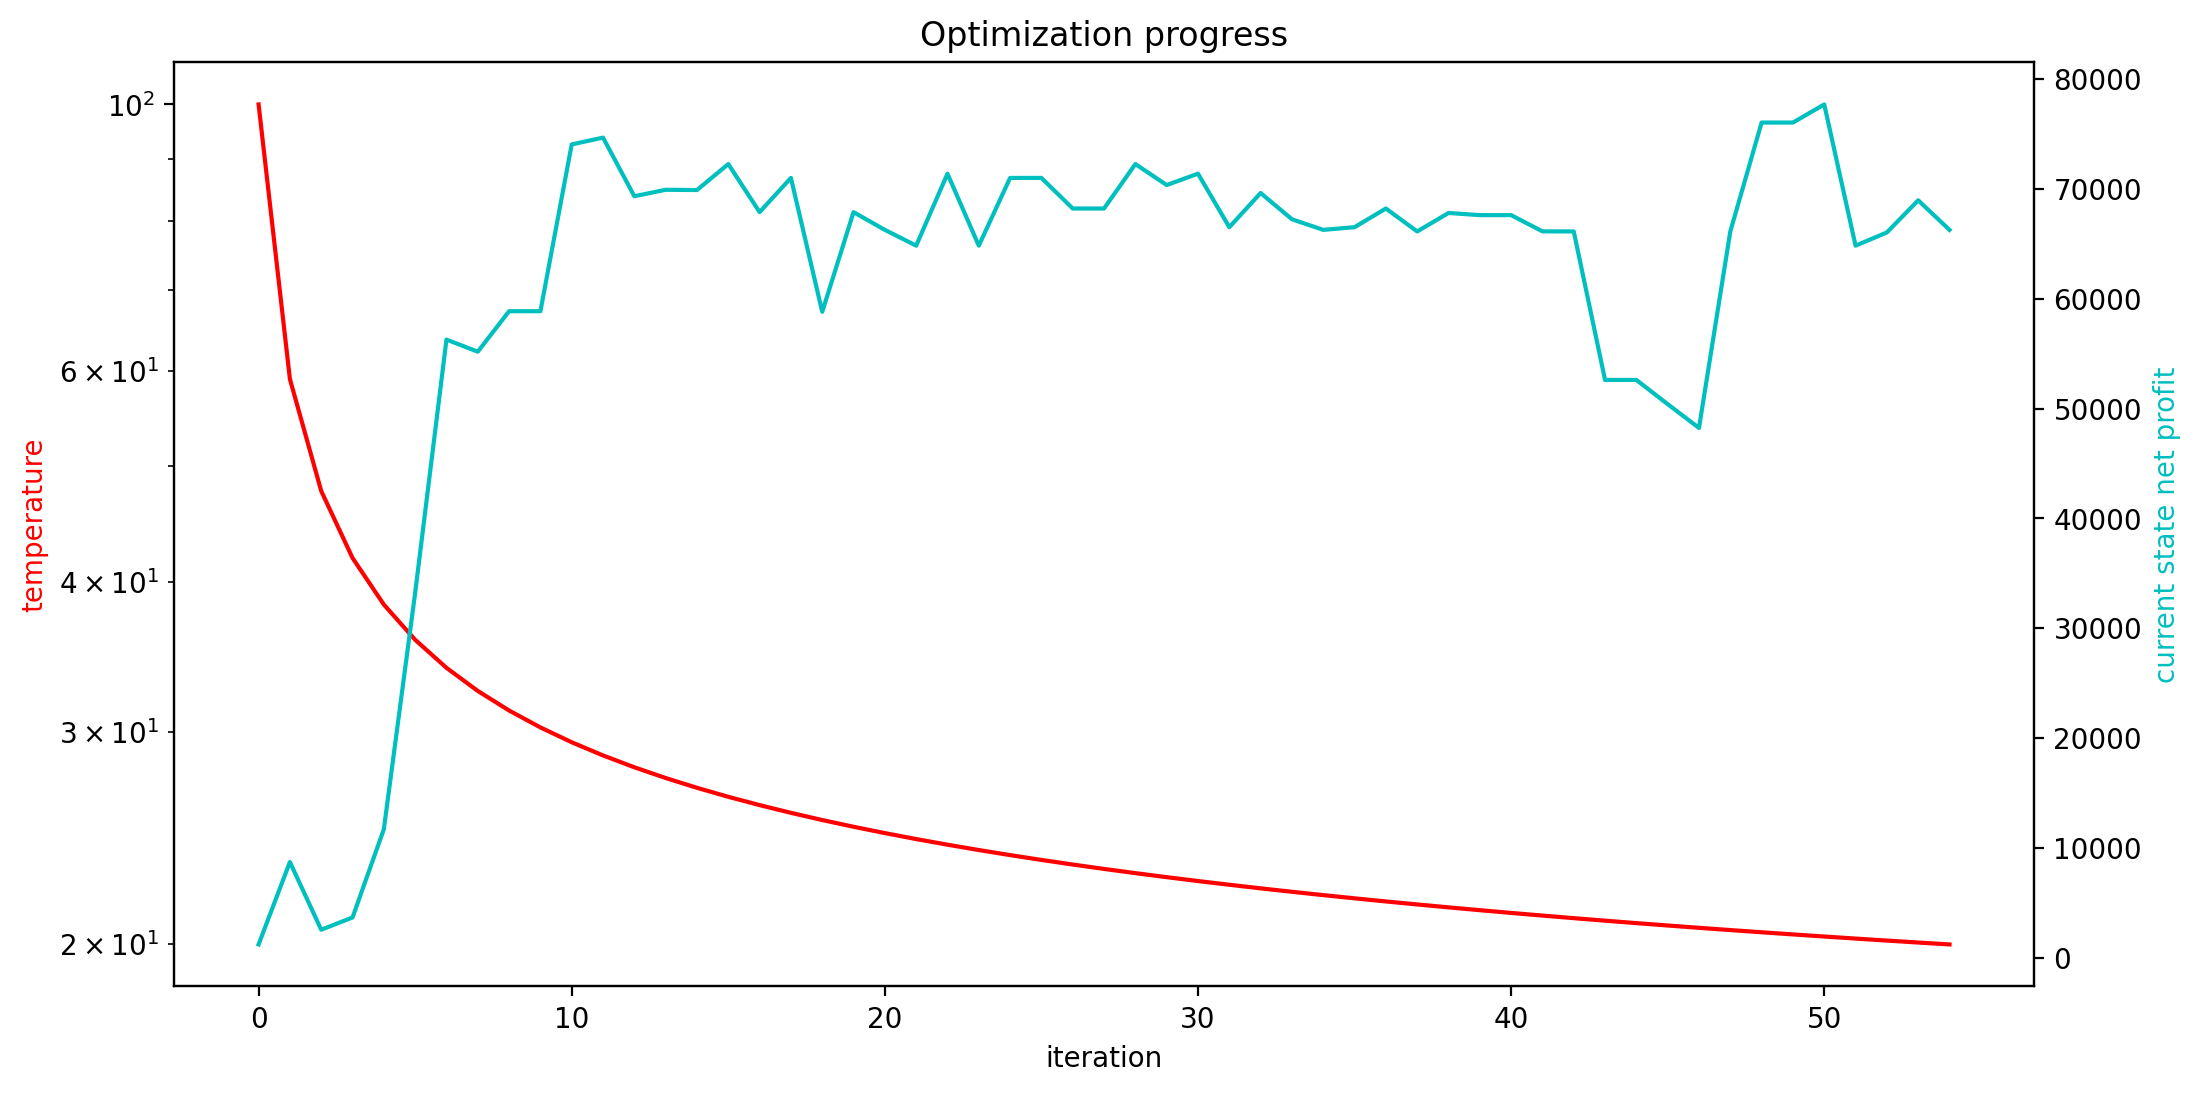 Optimization progress
temperature
10²
6 × 10¹
4 × 10¹
3 × 10¹
2 × 10¹
80000
70000
60000
50000
40000
30000
20000
10000
0
current state net profit
0 10 20 30 40 50
iteration